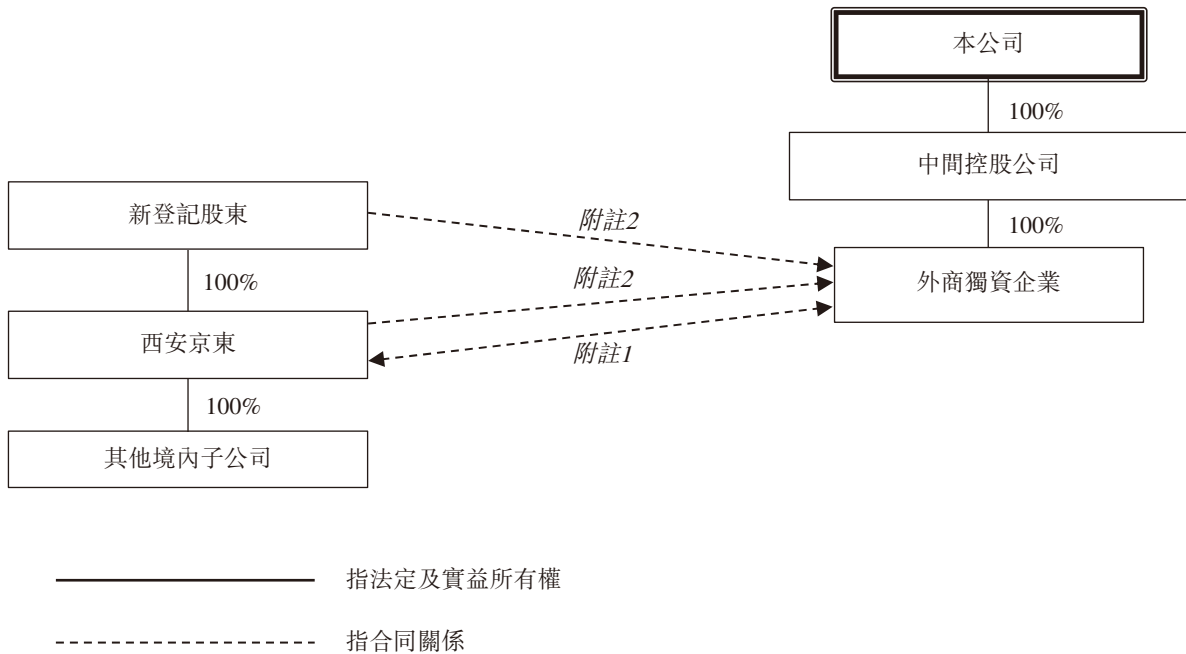 本公司
100%
中間控股公司
100%
新登記股東
附註2
100%
附註2
外商獨資企業
西安京東
附註1
100%
其他境內子公司
指法定及實益所有權
指合同關係